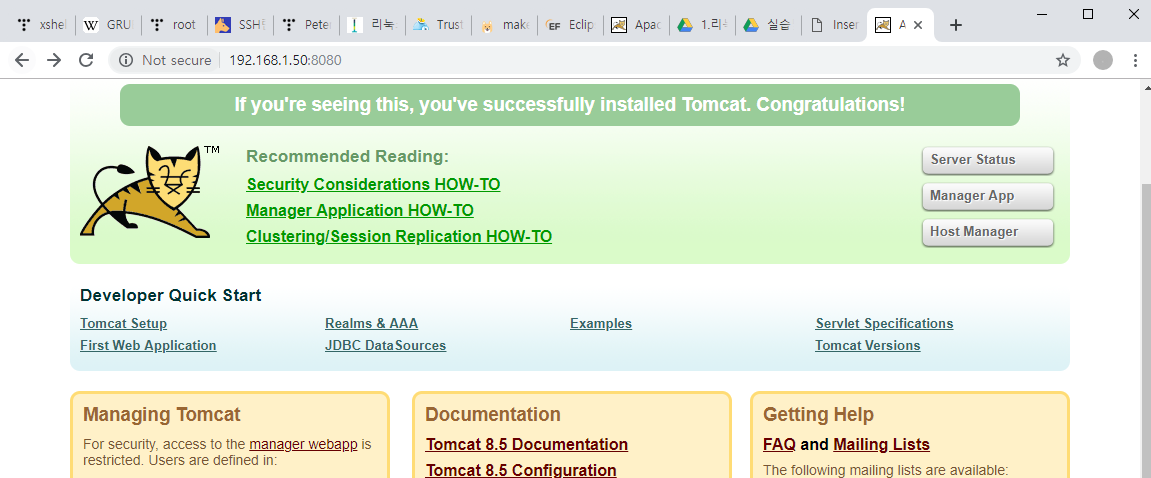 xshel
GRU
root
SSH
Pete
리눅
Trust
make
Eclip
Apac
1.리
실습
Inser
A
Not secure
192.168.1.50:8080
If you're seeing this, you've successfully installed Tomcat. Congratulations!
TM
Recommended Reading:
Security Considerations HOW-TO
Manager Application HOW-TO
Clustering/Session Replication HOW-TO
Server Status
Manager App
Host Manager
Developer Quick Start
Tomcat Setup
First Web Application
Realms & AAA
JDBC DataSources
Examples
Servlet Specifications
Tomcat Versions
Managing Tomcat
For security, access to the manager webapp is
restricted. Users are defined in:
Documentation
Tomcat 8.5 Documentation
Tomcat 8.5 Configuration
Getting Help
FAQ and Mailing Lists
The following mailing lists are available: